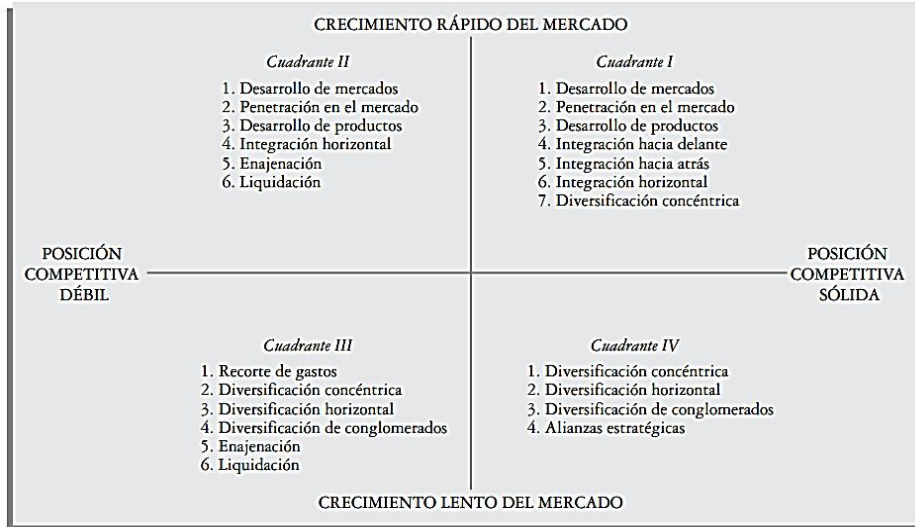 CRECIMIENTO RÁPIDO DEL MERCADO
Cuadrante II
1. Desarrollo de mercados
2. Penetración en el mercado
3. Desarrollo de productos
4. Integración horizontal
5. Enajenación
6. Liquidación
Cuadrante I
1. Desarrollo de mercados
2. Penetración en el mercado
3. Desarrollo de productos
4. Integración hacia delante
5. Integración hacia atrás
6. Integración horizontal
7. Diversificación concéntrica
POSICIÓN
COMPETITIVA
DÉBIL
POSICIÓN
COMPETITIVA
SÓLIDA
Cuadrante III
1. Recorte de gastos
2. Diversificación concéntrica
3. Diversificación horizontal
4. Diversificación de conglomerados
5. Enajenación
6. Liquidación
Cuadrante IV
1. Diversificación concéntrica
2. Diversificación horizontal
3. Diversificación de conglomerados
4. Alianzas estratégicas
CRECIMIENTO LENTO DEL MERCADO